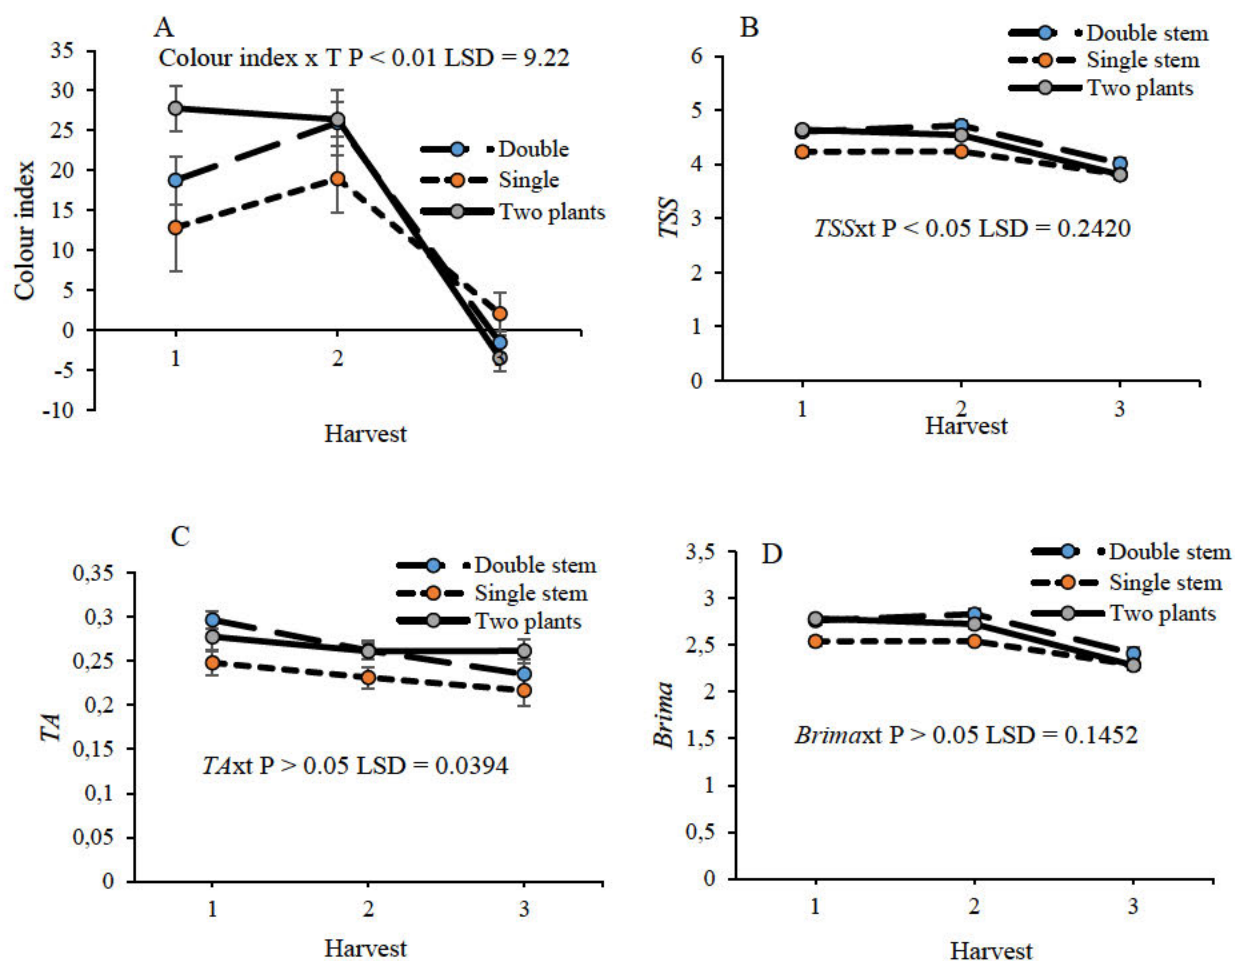 A
Colour index x T P < 0.01 LSD = 9.22
35
30
25
20
15
10
5
0
-5
-10
Colour index
1
2
3
Harvest
Double
Single
Two plants
B
Double stem
Single stem
Two plants
6
5
4
3
2
1
0
TSS
TSSxt P < 0.05 LSD = 0.2420
1
2
3
Harvest
C
Double stem
Single stem
Two plants
0,35
0,3
0,25
0,2
0,15
0,1
0,05
0
TA
TAxt P > 0.05 LSD = 0.0394
1
2
3
Harvest
D
Double stem
Single stem
Two plants
3,5
3
2,5
2
1,5
1
0,5
0
Brima
Brimaxt P > 0.05 LSD = 0.1452
1
2
3
Harvest